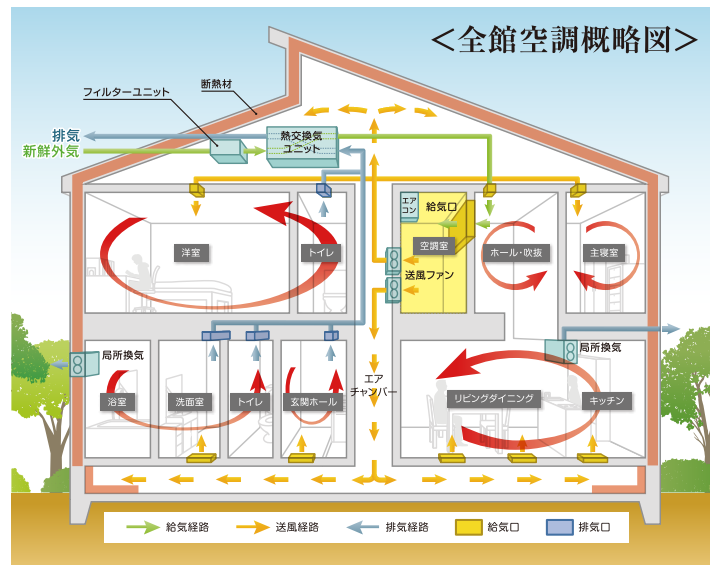 ＜全館空調概略図＞
断熱材
フィルターユニット
排気
新鮮外気
熱交換気
ユニット
エア
コン
給気口
洋室
トイレ
空調室
ホール・吹抜
主寝室
送風ファン
局所換気
局所換気
エア
チャンバー
浴室
洗面室
トイレ
玄関ホール
リビングダイニング
キッチン
給気経路
送風経路
排気経路
給気口
排気口